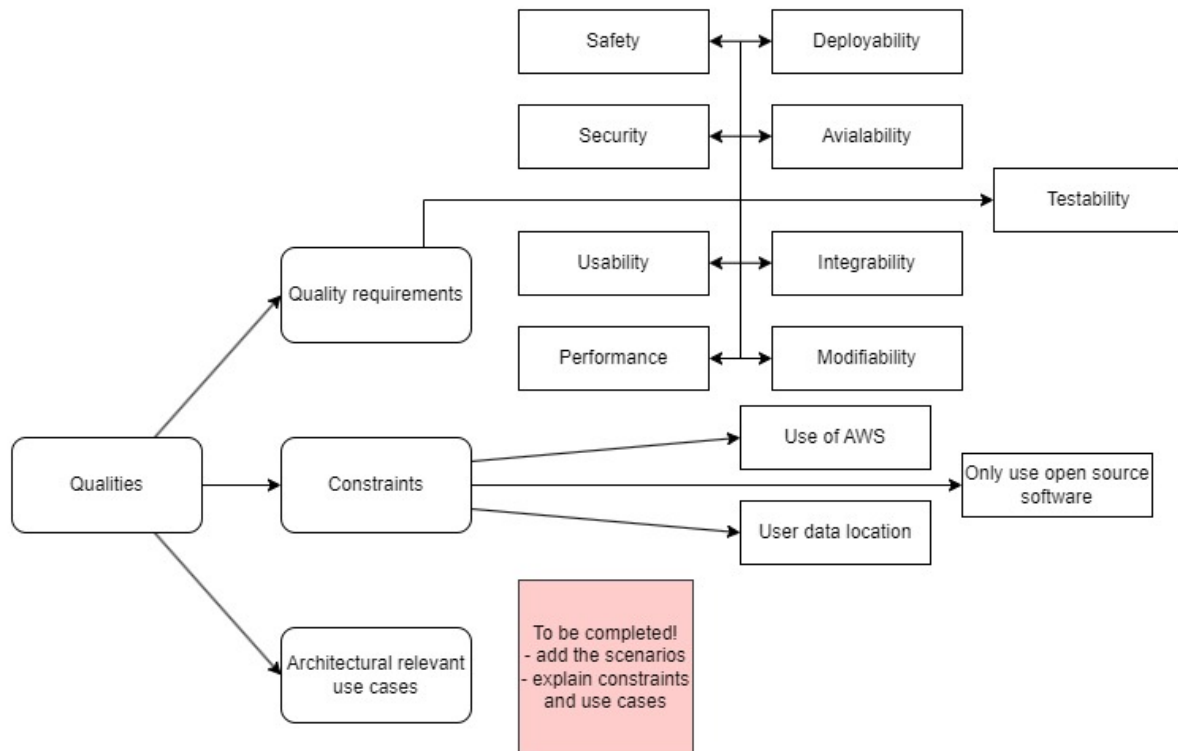 Safety
Deployability
Security
Avialability
Testability
Usability
Integrability
Quality requirements
Performance
Modifiability
Use of AWS
Qualities
Constraints
Only use open source
software
User data location
To be completed!
- add the scenarios
- explain constraints
and use cases
Architectural relevant
use cases